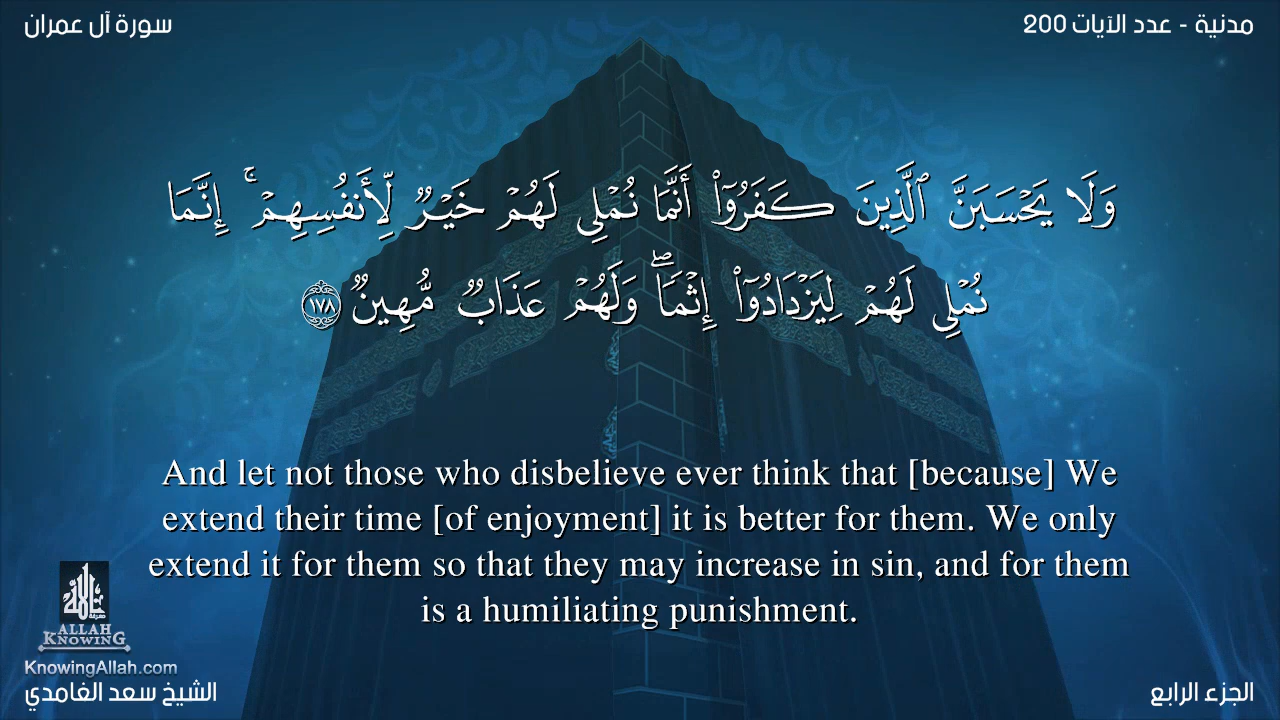 سورة آل عمران
مدنية - عدد الآيات 200
وَلَا يَحْسَبَنَّ ٱلَّذِينَ كَفَرُوٓا۟ أَنَّمَا نُمْلِى لَهُمْ خَيْرٌ لِّأَنفُسِهِمْ ۚ إِنَّمَا
نُمْلِى لَهُمْ لِيَزْدَادُوٓا۟ إِثْمًا ۖ وَلَهُمْ عَذَابٌ مُّهِينٌ ١٧٨
And let not those who disbelieve ever think that [because] We
extend their time [of enjoyment] it is better for them. We only
extend it for them so that they may increase in sin, and for them
is a humiliating punishment.
معرفة الله
ALLAH
KNOWING
KnowingAllah.com
الشيخ سعد الغامدي
الجزء الرابع